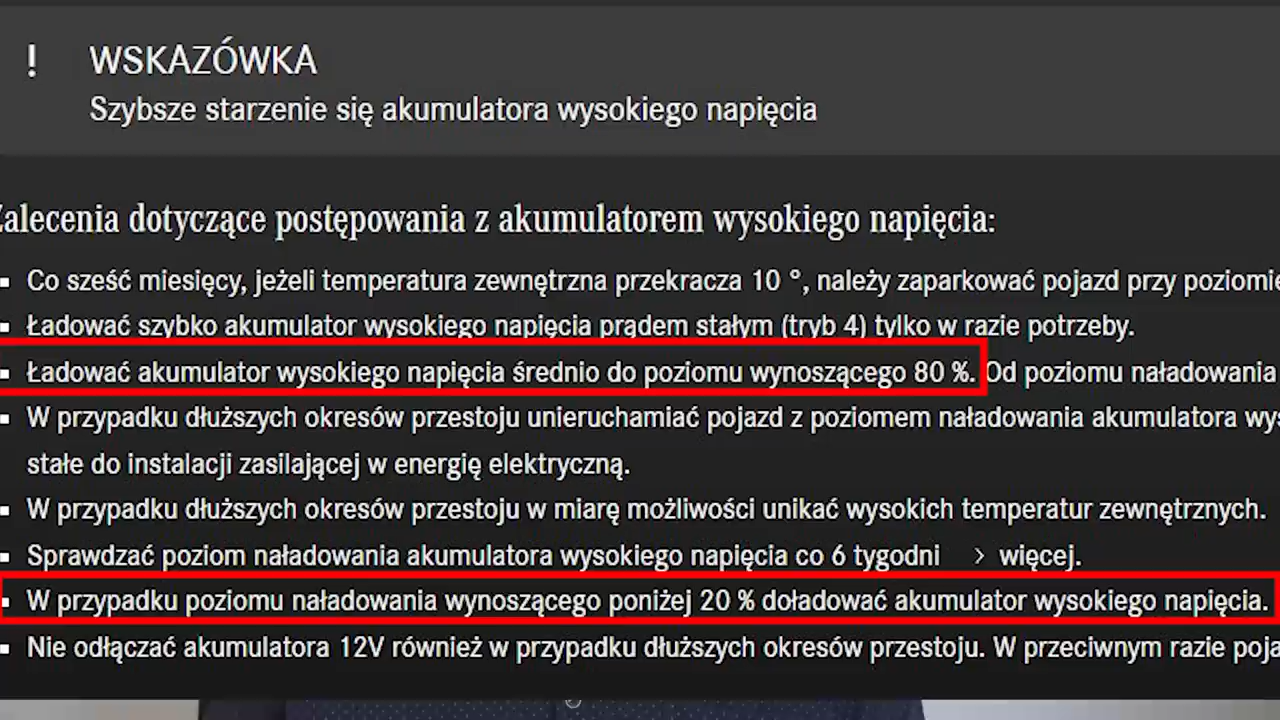 ! WSKAZÓWKA
Szybsze starzenie się akumulatora wysokiego napięcia
Zalecenia dotyczące postępowania z akumulatorem wysokiego napięcia:
Co sześć miesięcy, jeżeli temperatura zewnętrzna przekracza 10 °, należy zaparkować pojazd przy
Ładować szybko akumulator wysokiego napięcia prądem stałym (tryb 4) tylko w razie potrzeby.
Ładować akumulator wysokiego napięcia średnio do poziomu wynoszącego 80 %. Od poziomu naładowania
W przypadku dłuższych okresów przestoju unieruchamiać pojazd z poziomem naładowania akumulatora
stałe do instalacji zasilającej w energię elektryczną.
W przypadku dłuższych okresów przestoju w miarę możliwości unikać wysokich temperatur zewnętrznych.
Sprawdzać poziom naładowania akumulatora wysokiego napięcia co 6 tygodni > więcej.
W przypadku poziomu naładowania wynoszącego poniżej 20 % doładować akumulator wysokiego napięcia.
Nie odłączać akumulatora 12V również w przypadku dłuższych okresów przestoju. W przeciwnym razie